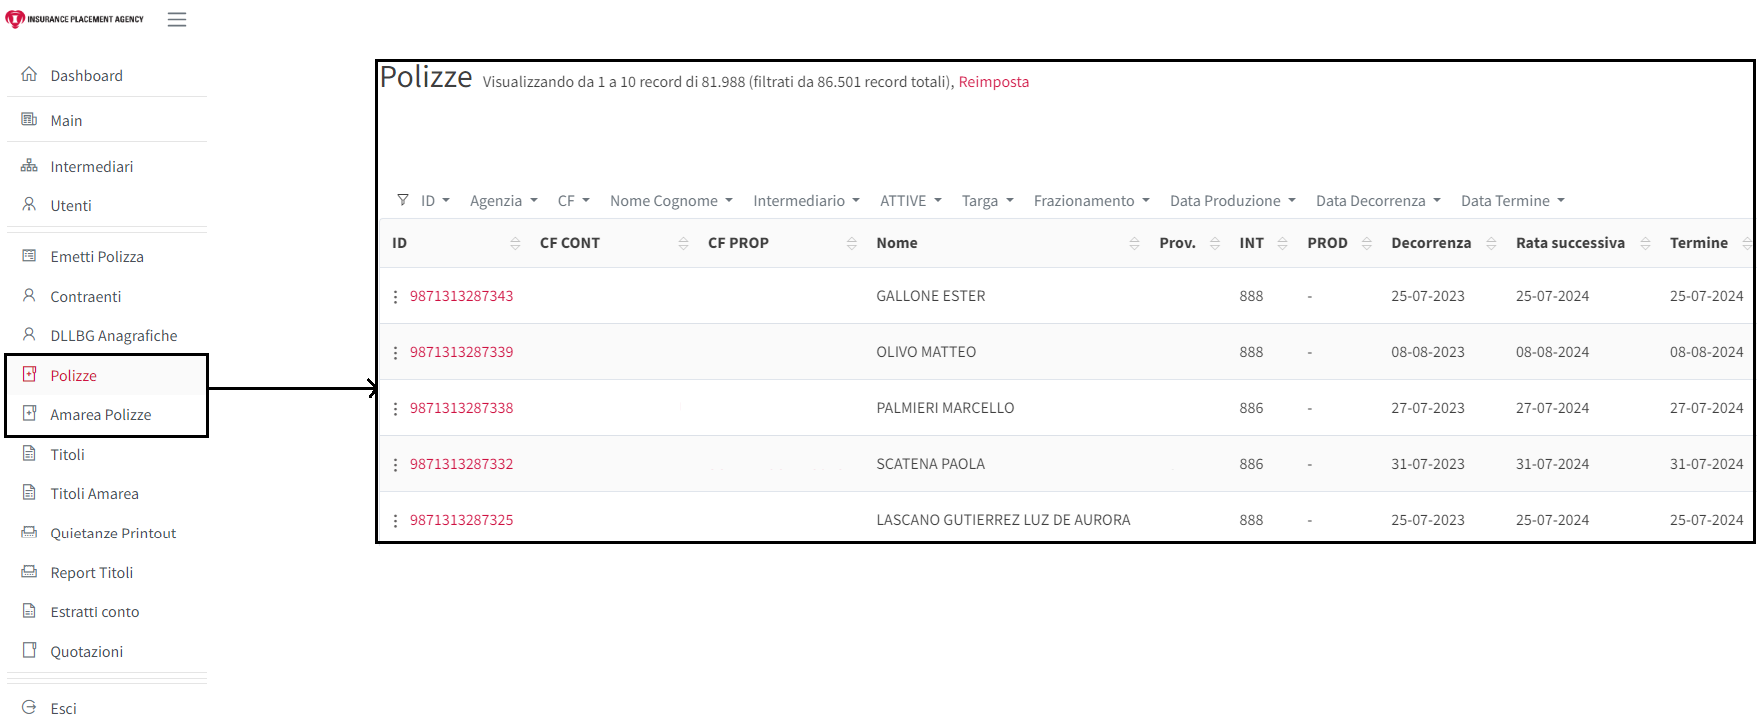 INSURANCE PLACEMENT AGENCY
Dashboard
Main
Intermediari
Utenti
Emetti Polizza
Contraenti
DLLBG Anagrafiche
Polizze
Amarea Polizze
Titoli
Titoli Amarea
Quietanze Printout
Report Titoli
Estratti conto
Quotazioni
Esci
Polizze Visualizzando da 1 a 10 record di 81.988 (filtrati da 86.501 record totali), Reimposta
ID Agenzia CF Nome Cognome Intermediario ATTIVE Targa Frazionamento Data Produzione Data Decorrenza Data Termine
ID CF CONT CF PROP Nome Prov. INT PROD Decorrenza Rata successiva Termine
9871313287343 GALLONE ESTER 888 - 25-07-2023 25-07-2024 25-07-2024
9871313287339 OLIVO MATTEO 888 - 08-08-2023 08-08-2024 08-08-2024
9871313287338 PALMIERI MARCELLO 886 - 27-07-2023 27-07-2024 27-07-2024
9871313287332 SCATENA PAOLA 886 - 31-07-2023 31-07-2024 31-07-2024
9871313287325 LASCANO GUTIERREZ LUZ DE AURORA 888 - 25-07-2023 25-07-2024 25-07-2024